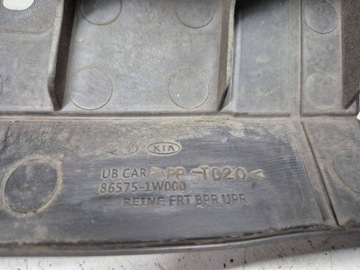 KIA
UB CAR >PP-TD20<
86575-1W000
REINF FRT BPR UPR